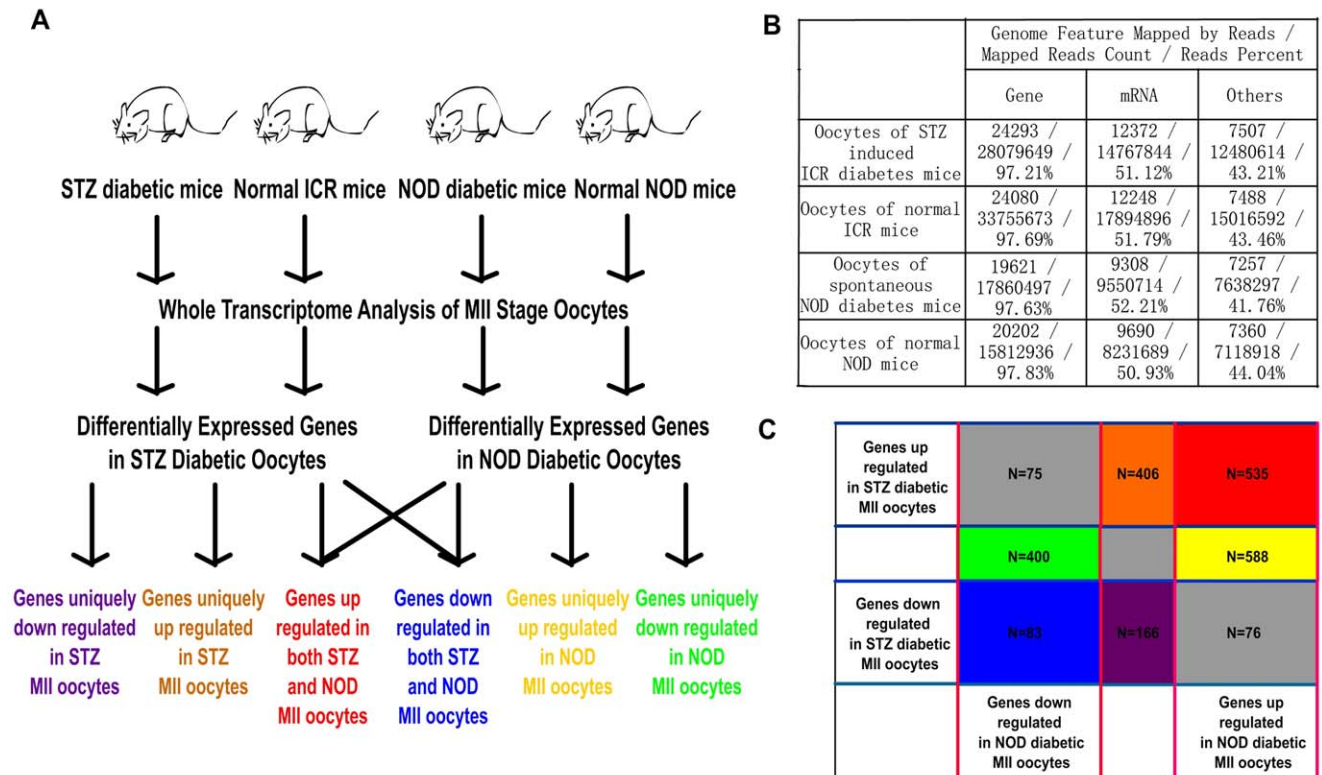 A
STZ diabetic mice Normal ICR mice NOD diabetic mice Normal NOD mice
Whole Transcriptome Analysis of MII Stage Oocytes
Differentially Expressed Genes
in STZ Diabetic Oocytes
Differentially Expressed Genes
in NOD Diabetic Oocytes
Genes uniquely
down regulated
in STZ
MII oocytes
Genes uniquely
up regulated
in STZ
MII oocytes
Genes up
regulated in
both STZ
and NOD
MII oocytes
Genes down
regulated in
both STZ
and NOD
MII oocytes
Genes uniquely
up regulated
in NOD
MII oocytes
Genes uniquely
down regulated
in NOD
MII oocytes
B
Genome Feature Mapped by Reads /
Mapped Reads Count / Reads Percent
Gene mRNA Others
Oocytes of STZ
induced
ICR diabetes mice
24293 /
28079649 /
97.21%
12372 /
14767844 /
51.12%
7507 /
12480614 /
43.21%
Oocytes of normal
ICR mice
24080 /
33755673 /
97.69%
12248 /
17894896 /
51.79%
7488 /
15016592 /
43.46%
Oocytes of
spontaneous
NOD diabetes mice
19621 /
17860497 /
97.63%
9308 /
9550714 /
52.21%
7257 /
7638297 /
41.76%
Oocytes of normal
NOD mice
20202 /
15812936 /
97.83%
9690 /
8231689 /
50.93%
7360 /
7118918 /
44.04%
C
Genes up
regulated
in STZ diabetic
MII oocytes
N=75 N=406 N=535
N=400 N=588
Genes down
regulated
in STZ diabetic
MII oocytes
N=83 N=166 N=76
Genes down
regulated
in NOD diabetic
MII oocytes
Genes up
regulated
in NOD diabetic
MII oocytes